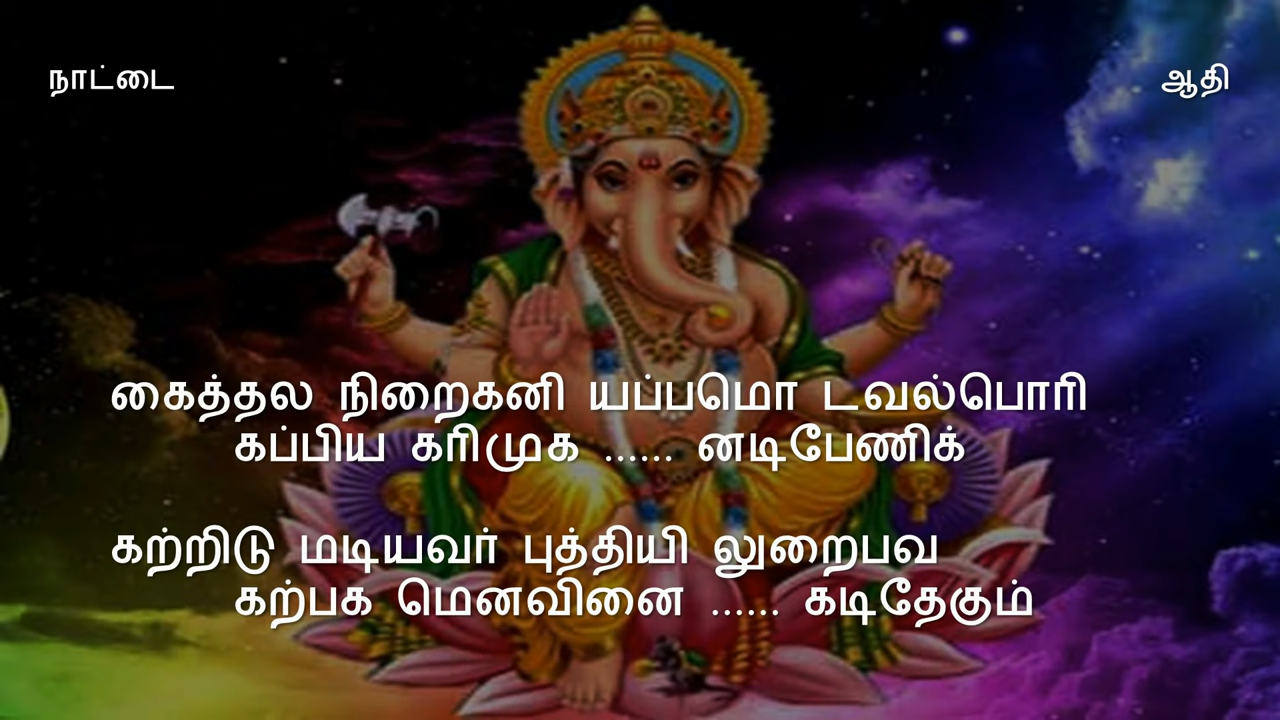 நாட்டை
ஆதி
கைத்தல நிறைகனி யப்பமொ டவல்பொரி
கப்பிய கரிமுக ...... னடிபேணிக்
கற்றிடு மடியவர் புத்தியி லுறைபவ
கற்பக மெனவினை ...... கடிதேகும்